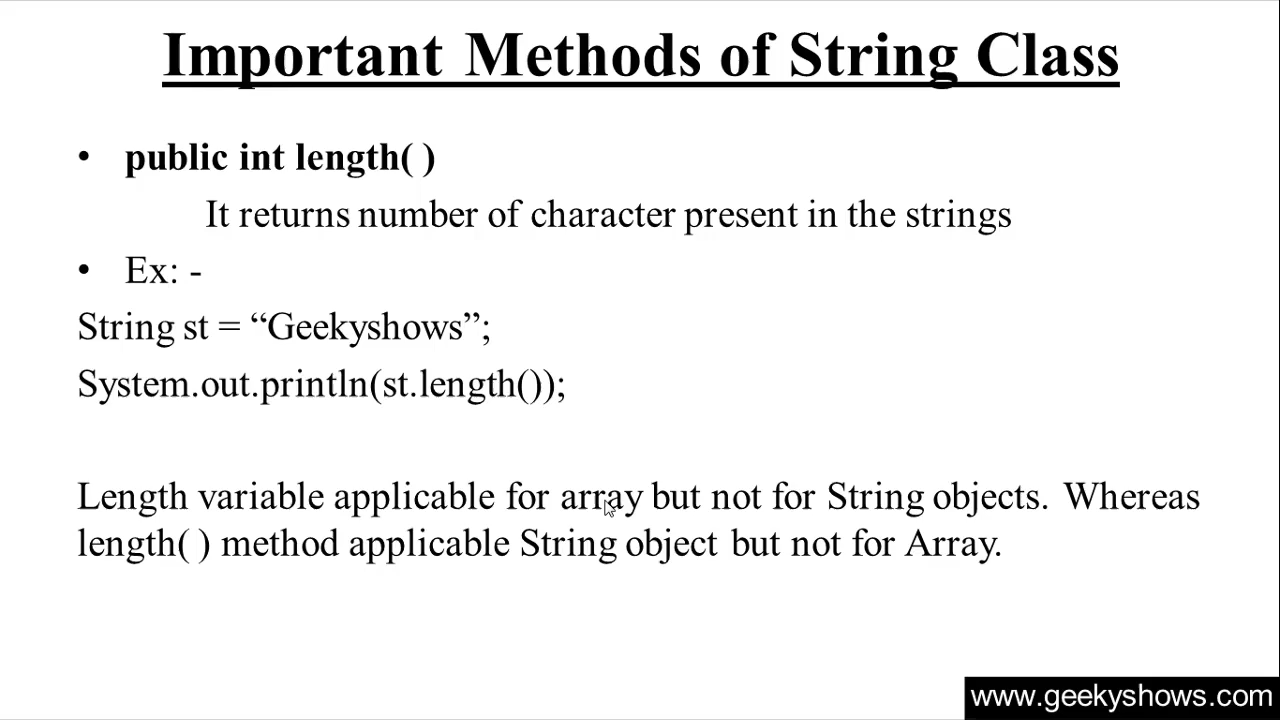 Important Methods of String Class
• public int length( )
It returns number of character present in the strings
• Ex: -
String st = “Geekyshows”;
System.out.println(st.length());
Length variable applicable for array but not for String objects. Whereas
length( ) method applicable String object but not for Array.
www.geekyshows.com